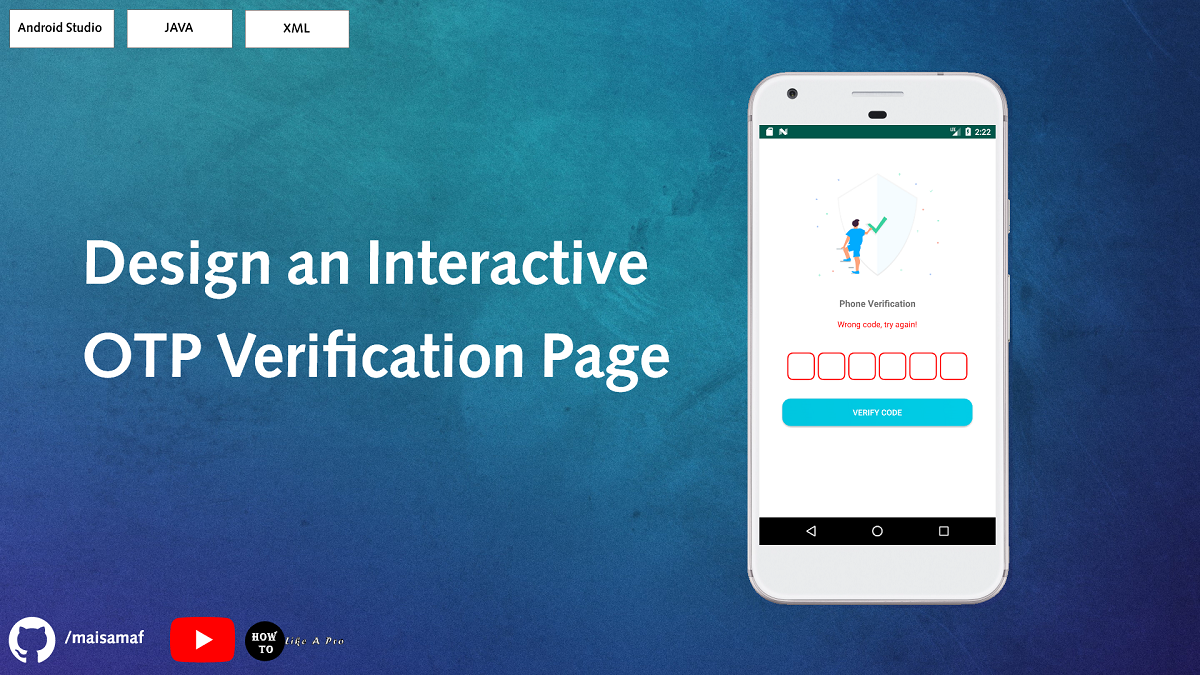 Android Studio
JAVA
XML
2:22
Design an Interactive
OTP Verification Page
Phone Verification
Wrong code, try again!
VERIFY CODE
/maisamaf
HOW
TO
Like A Pro